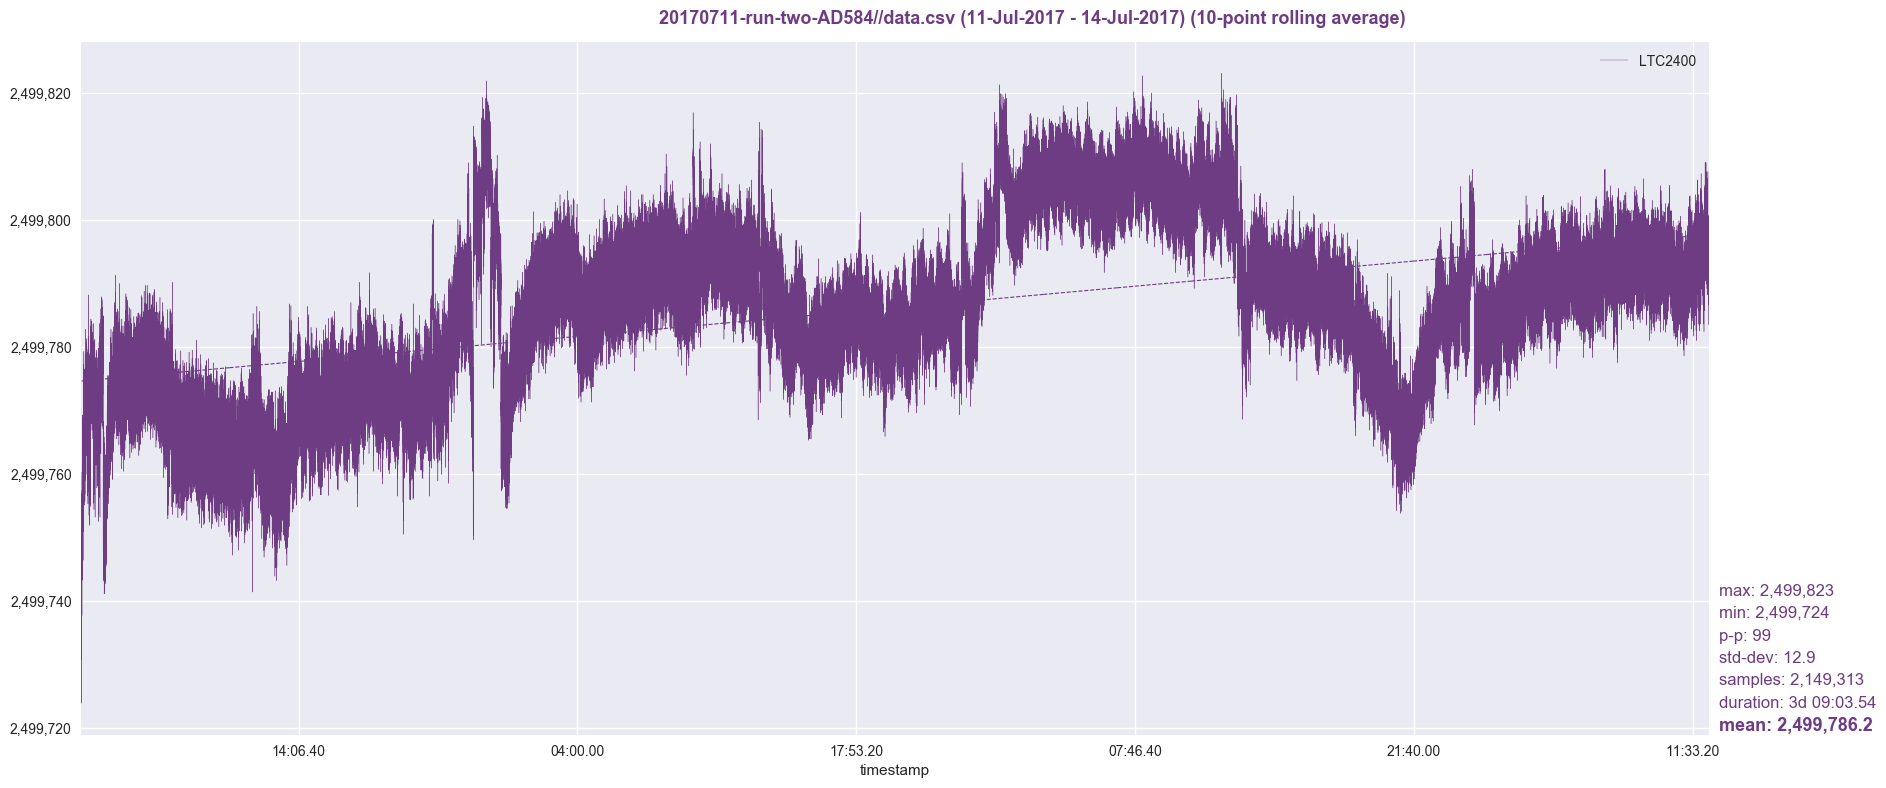 20170711-run-two-AD584//data.csv (11-Jul-2017 - 14-Jul-2017) (10-point rolling average)
LTC2400
2,499,820
2,499,800
2,499,780
2,499,760
2,499,740
2,499,720
max: 2,499,823
min: 2,499,724
p-p: 99
std-dev: 12.9
samples: 2,149,313
duration: 3d 09:03.54
mean: 2,499,786.2
14:06.40
04:00.00
17:53.20
07:46.40
21:40.00
11:33.20
timestamp